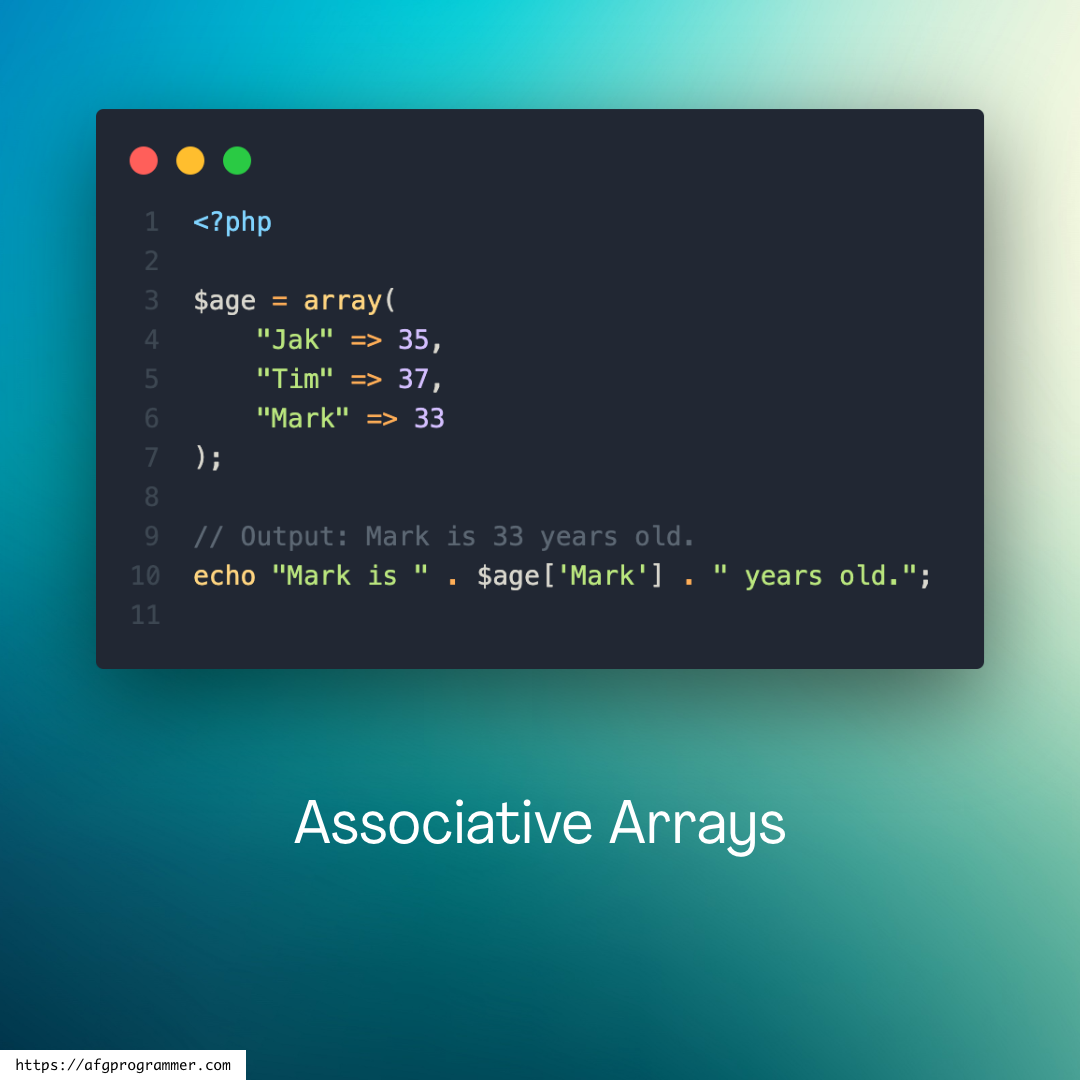 1 <?php
2
3 $age = array(
4     "Jak" => 35,
5     "Tim" => 37,
6     "Mark" => 33
7 );
8
9 // Output: Mark is 33 years old.
10 echo "Mark is " . $age['Mark'] . " years old.";
11
Associative Arrays
https://afgprogrammer.com